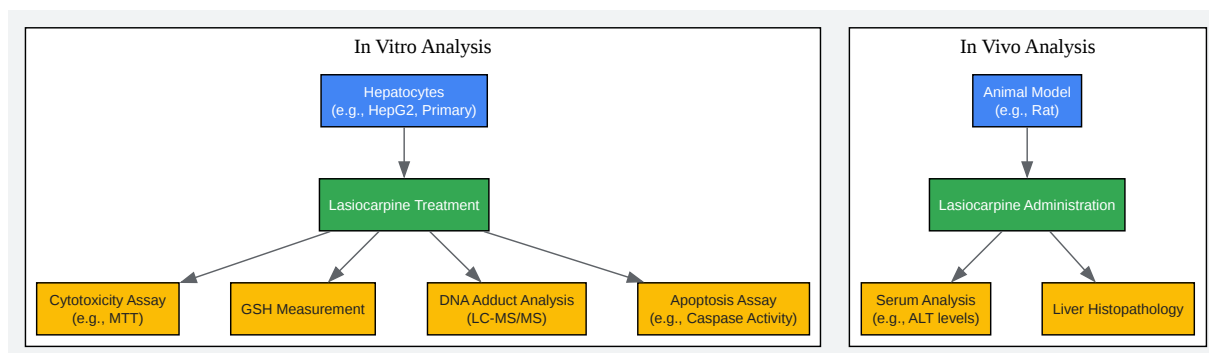 In Vitro Analysis
Hepatocytes
(e.g., HepG2, Primary)
Lasiocarpine Treatment
Cytotoxicity Assay
(e.g., MTT)
GSH Measurement
DNA Adduct Analysis
(LC-MS/MS)
Apoptosis Assay
(e.g., Caspase Activity)
In Vivo Analysis
Animal Model
(e.g., Rat)
Lasiocarpine Administration
Serum Analysis
(e.g., ALT levels)
Liver Histopathology